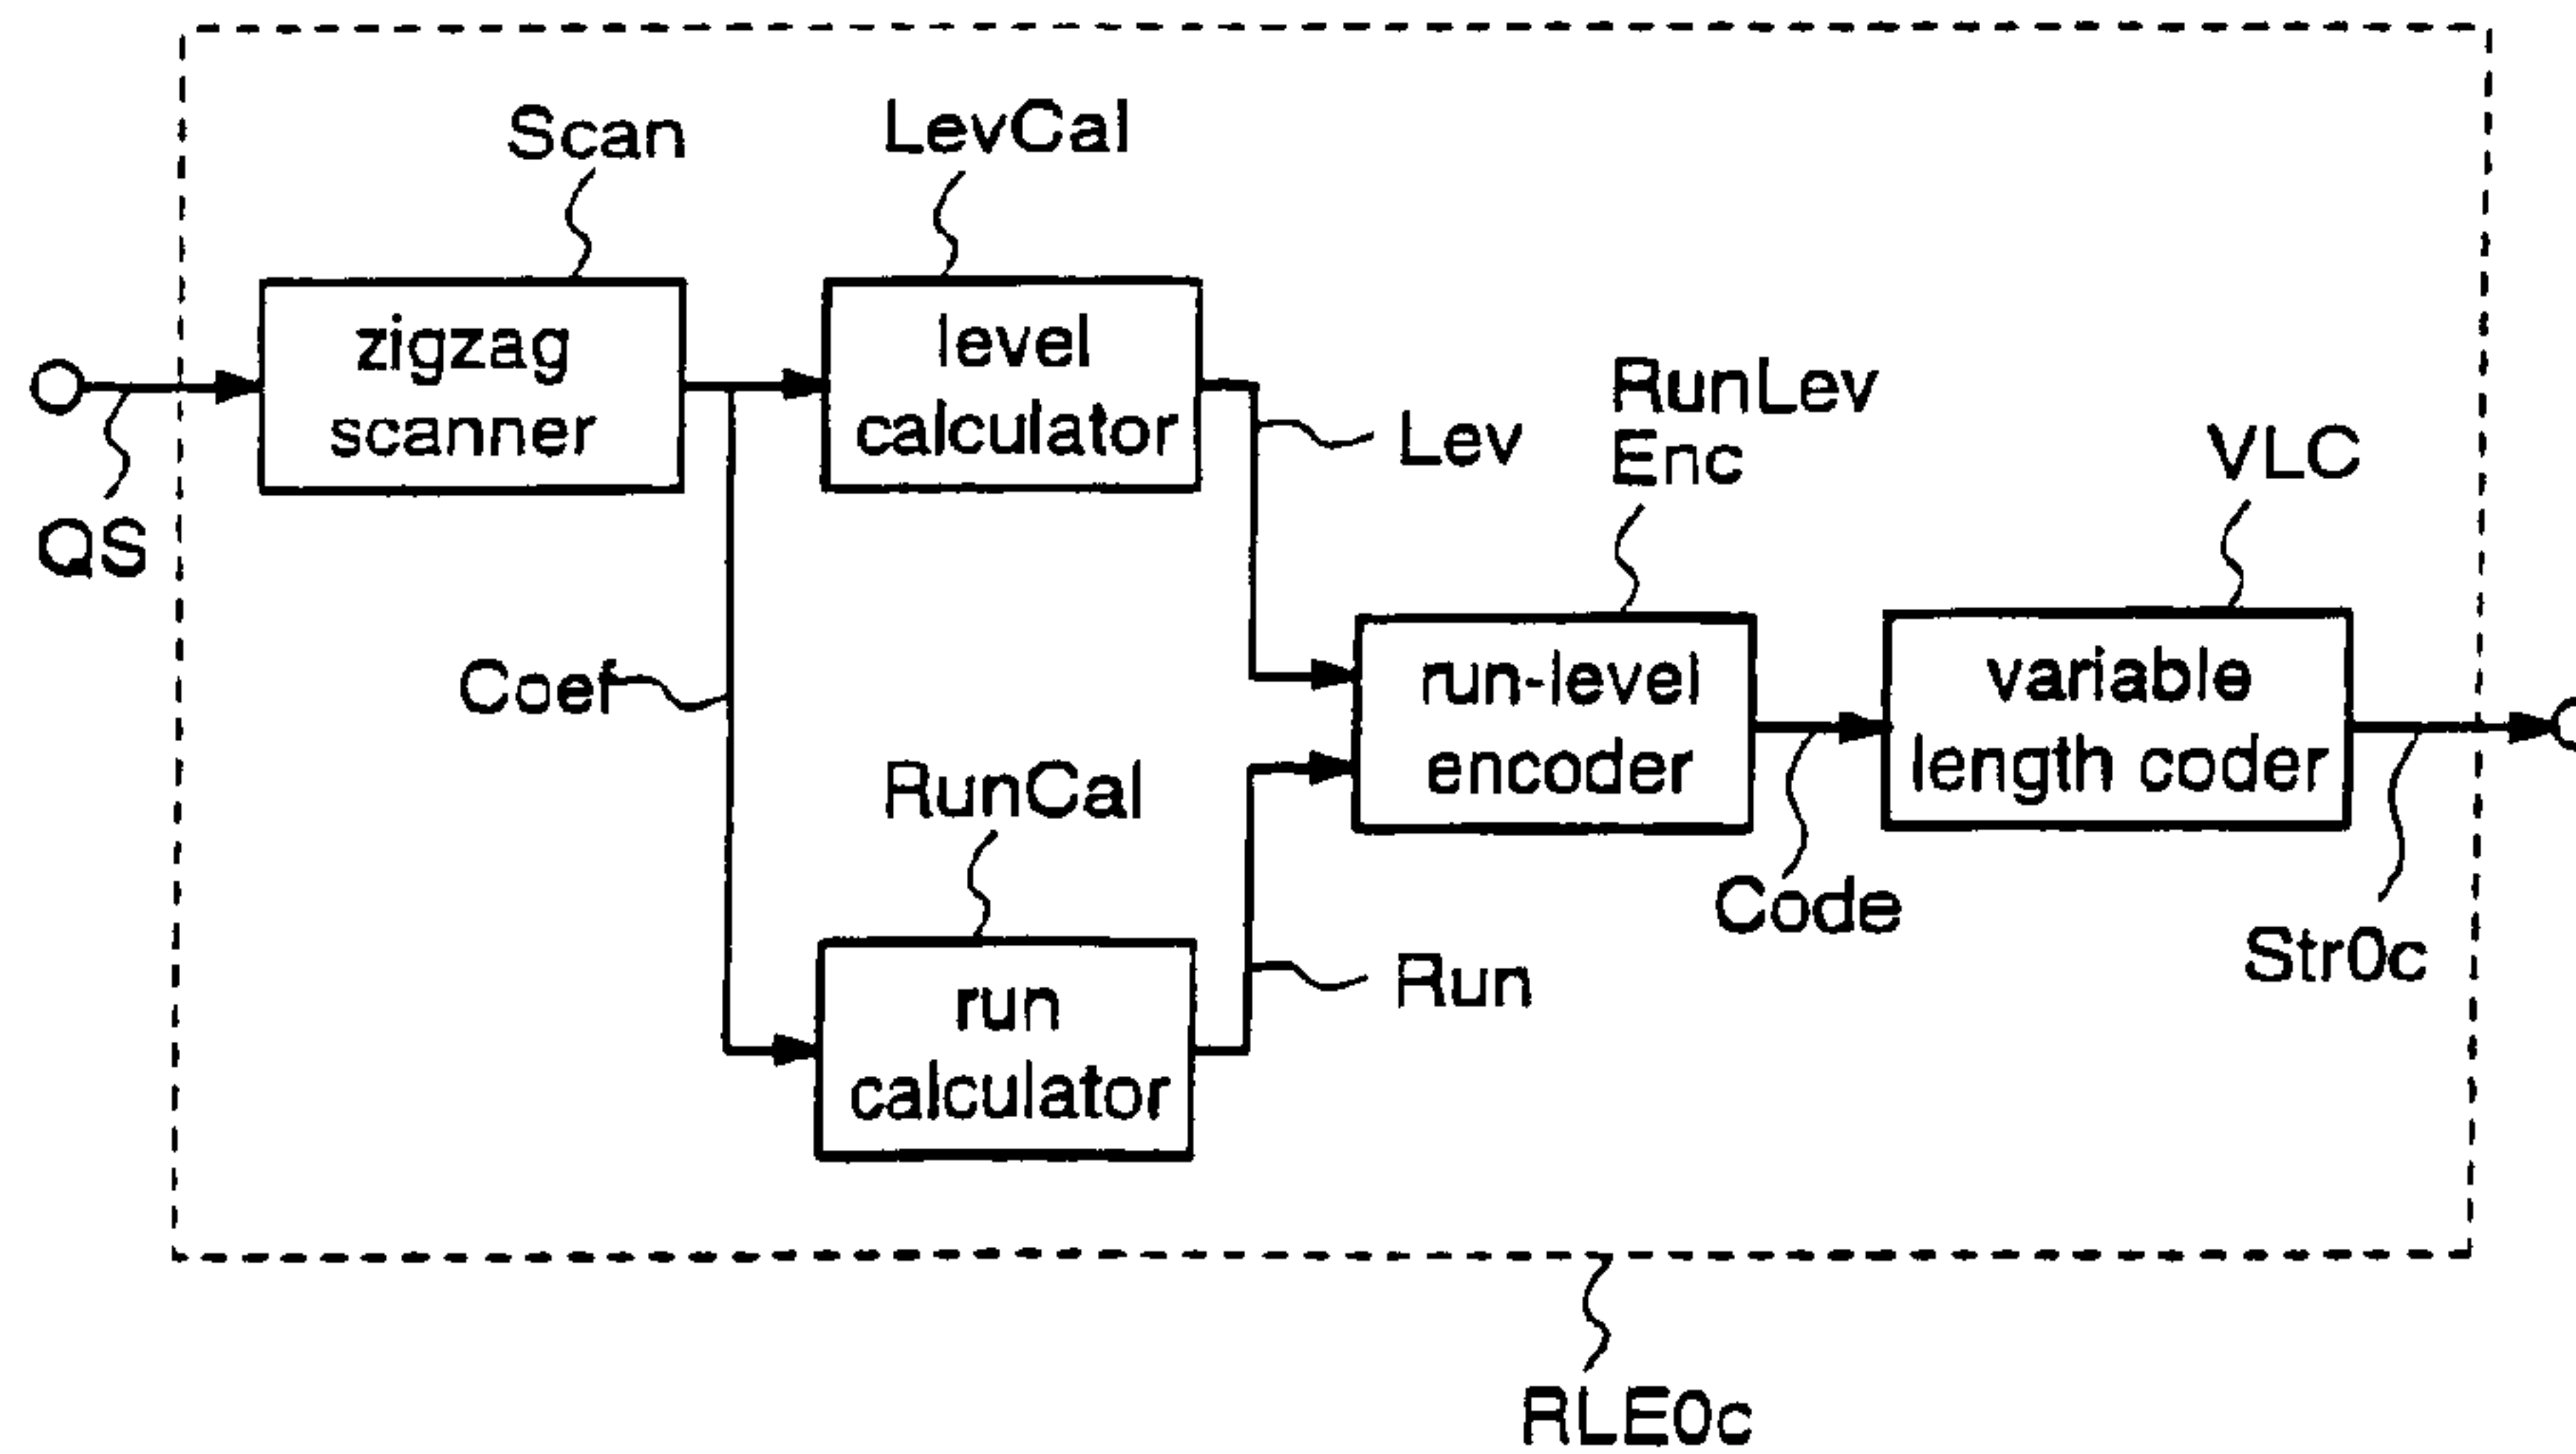 Scan
LevCal
zigzag
scanner
level
calculator
QS
Lev
RunLev
Enc
VLC
Coef
run-level
encoder
variable
length coder
RunCal
run
calculator
Run
Code
Str0c
RLE0c